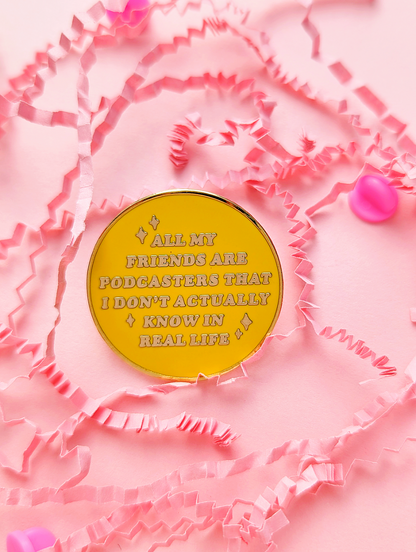 ALL MY
FRIENDS ARE
PODCASTERS THAT
I DON'T ACTUALLY
KNOW IN
REAL LIFE